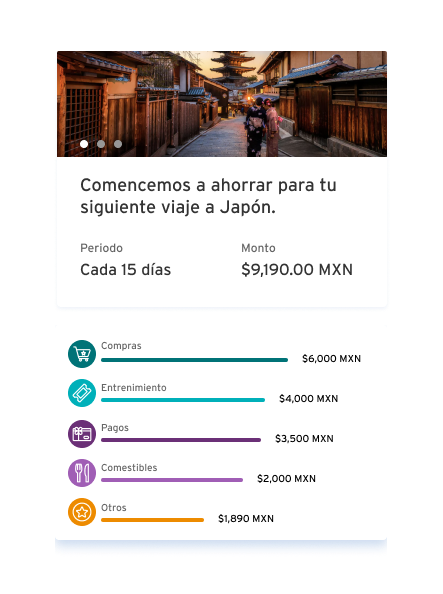 Comencemos a ahorrar para tu
siguiente viaje a Japón.
Periodo
Monto
Cada 15 días
$9,190.00 MXN
Compras
$6,000 MXN
Entrenimiento
$4,000 MXN
Pagos
$3,500 MXN
Comestibles
$2,000 MXN
Otros
$1,890 MXN